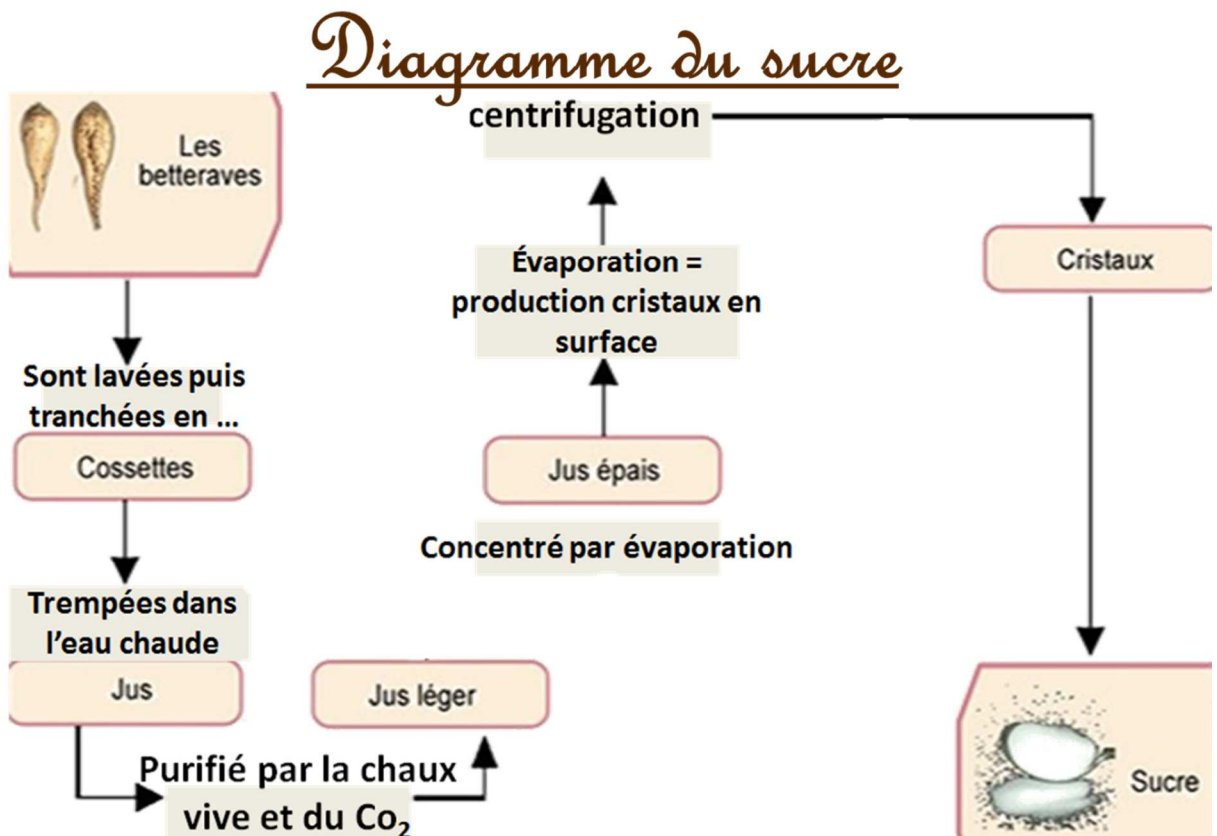 Diagramme du sucre
Les
betteraves
Sont lavées puis
tranchées en ...
Cossettes
Trempées dans
l'eau chaude
Jus
Purifié par la chaux
vive et du Co₂
Jus léger
Concentré par évaporation
Jus épais
Évaporation =
production cristaux en
surface
centrifugation
Cristaux
Sucre